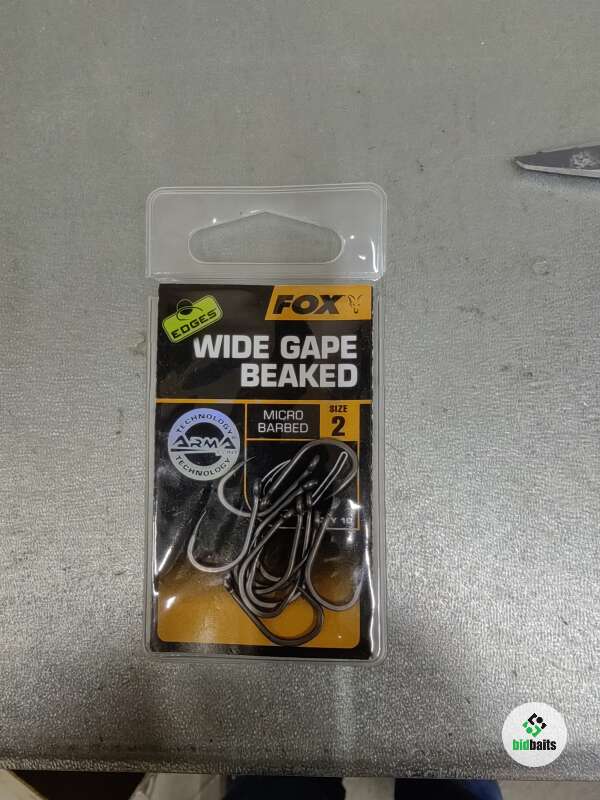 EDGES
FOX
WIDE GAPE
BEAKED
MICRO
BARBED
SIZE
2
TECHNOLOGY
ARMA
TECHNOLOGY
bidbaits